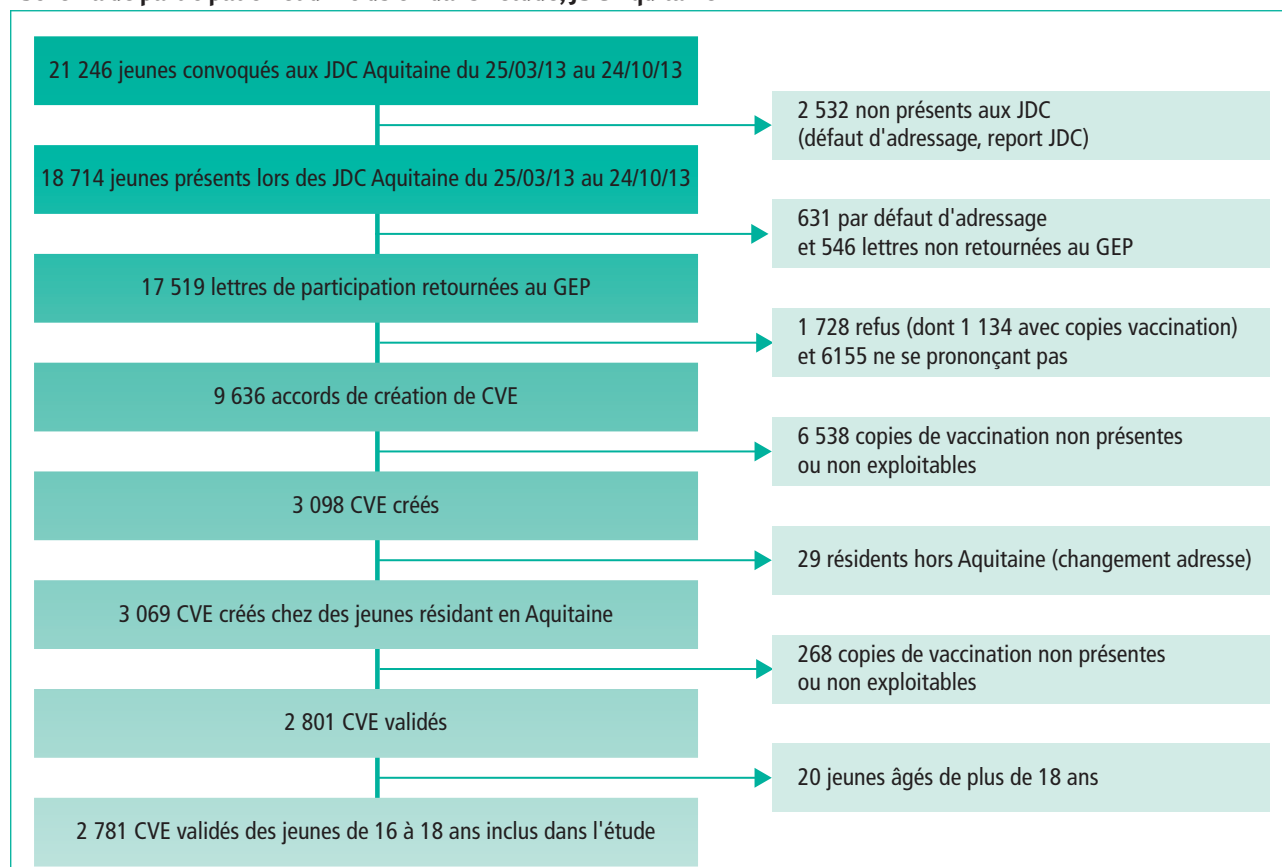 21 246 jeunes convoqués aux JDC Aquitaine du 25/03/13 au 24/10/13
2 532 non présents aux JDC
(défaut d'adressage, report JDC)
18 714 jeunes présents lors des JDC Aquitaine du 25/03/13 au 24/10/13
631 par défaut d'adressage
et 546 lettres non retournées au GEP
17 519 lettres de participation retournées au GEP
1 728 refus (dont 1 134 avec copies vaccination)
et 6155 ne se prononçant pas
9 636 accords de création de CVE
6 538 copies de vaccination non présentes
ou non exploitables
3 098 CVE créés
29 résidents hors Aquitaine (changement adresse)
3 069 CVE créés chez des jeunes résidant en Aquitaine
268 copies de vaccination non présentes
ou non exploitables
2 801 CVE validés
20 jeunes âgés de plus de 18 ans
2 781 CVE validés des jeunes de 16 à 18 ans inclus dans l'étude